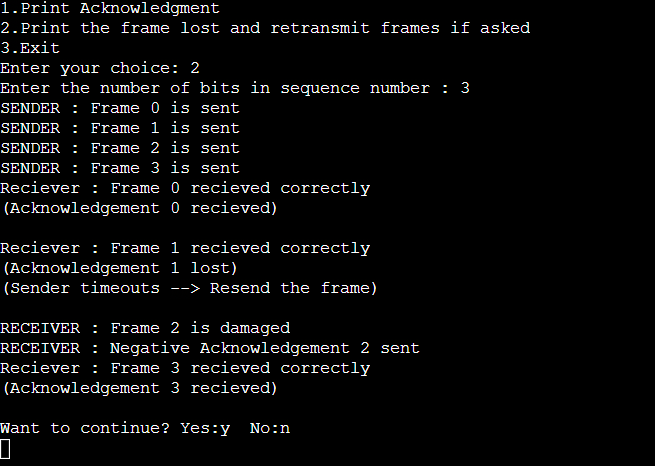 1.Print Acknowledgment
2.Print the frame lost and retransmit frames if asked
3.Exit
Enter your choice: 2
Enter the number of bits in sequence number : 3
SENDER : Frame 0 is sent
SENDER : Frame 1 is sent
SENDER : Frame 2 is sent
SENDER : Frame 3 is sent
Reciever : Frame 0 recieved correctly
(Acknowledgement 0 recieved)
Reciever : Frame 1 recieved correctly
(Acknowledgement 1 lost)
(Sender timeouts --> Resend the frame)
RECEIVER : Frame 2 is damaged
RECEIVER : Negative Acknowledgement 2 sent
Reciever : Frame 3 recieved correctly
(Acknowledgement 3 recieved)
Want to continue? Yes:y  No:n